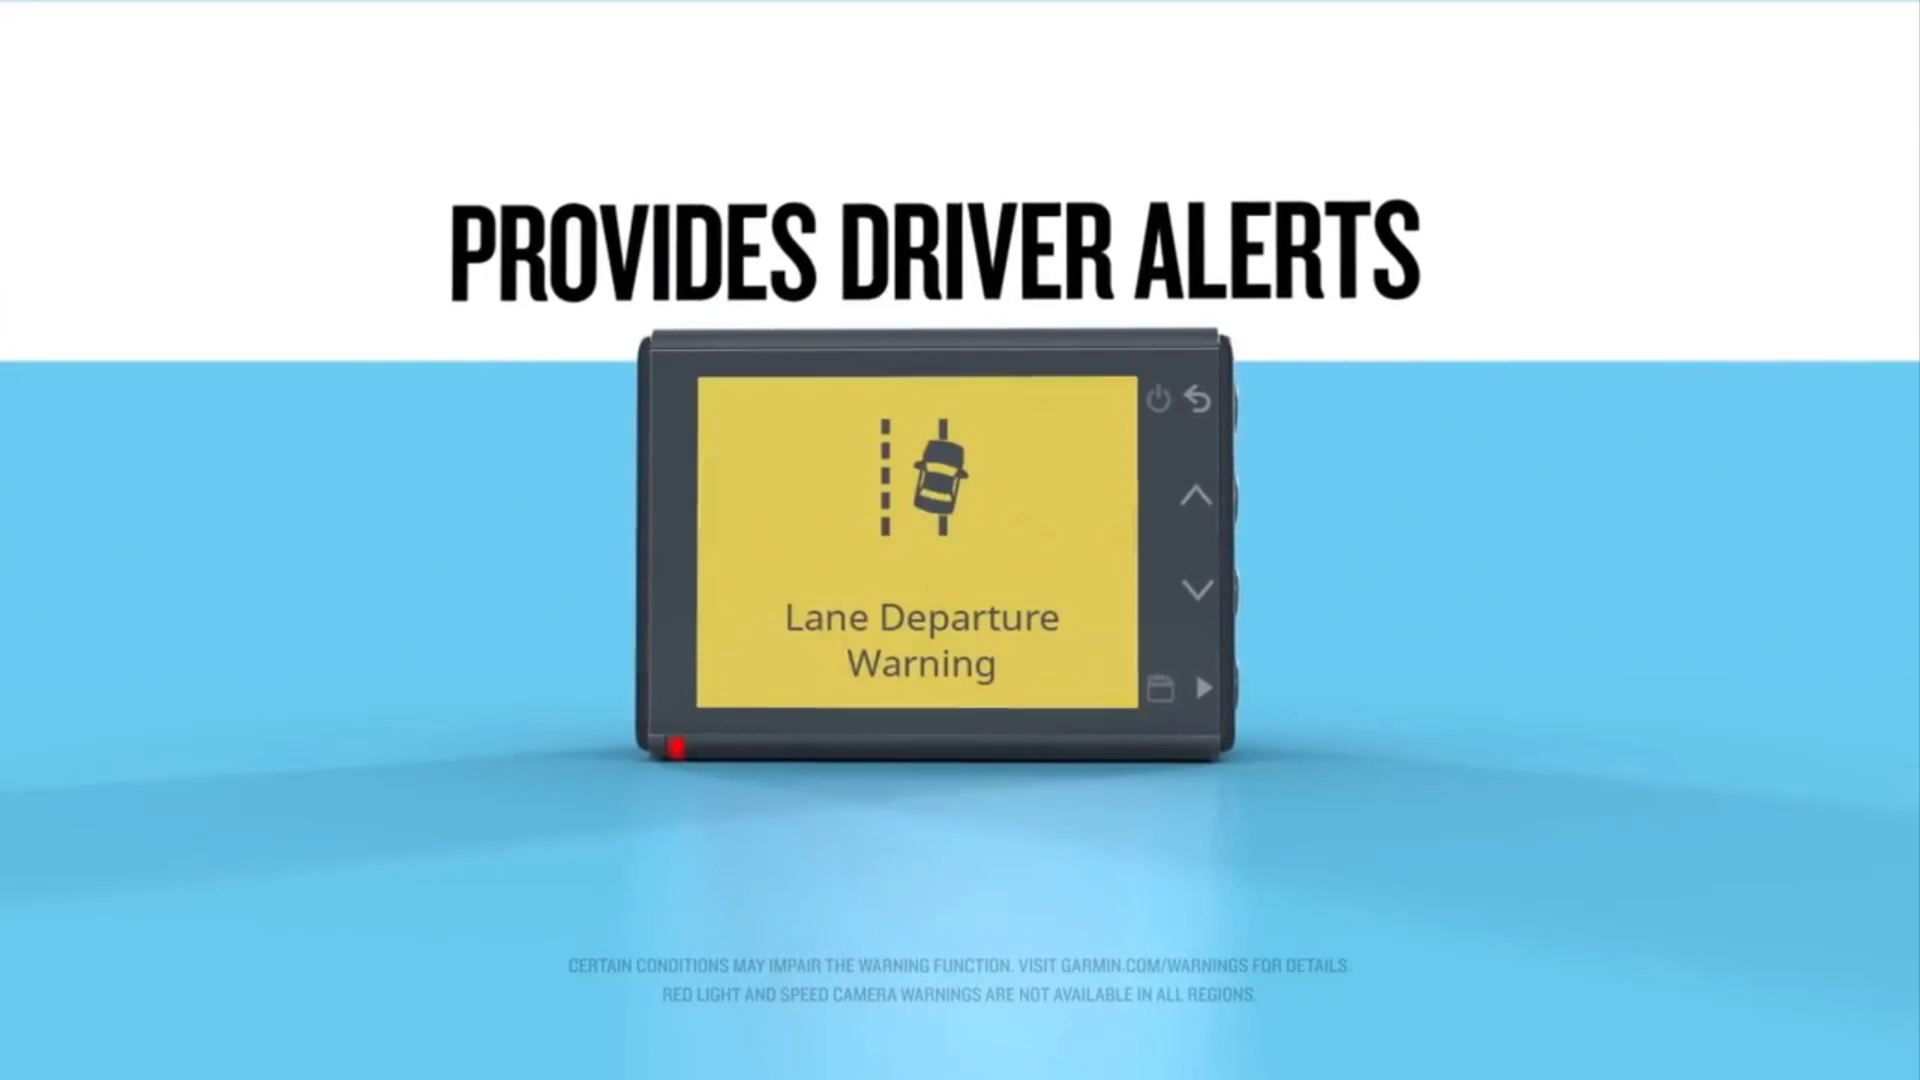 PROVIDES DRIVER ALERTS
Lane Departure
Warning
CERTAIN CONDITIONS MAY IMPAIR THE WARNING FUNCTION. VISIT GARMIN.COM/WARNINGS FOR DETAILS.
RED LIGHT AND SPEED CAMERA WARNINGS ARE NOT AVAILABLE IN ALL REGIONS.